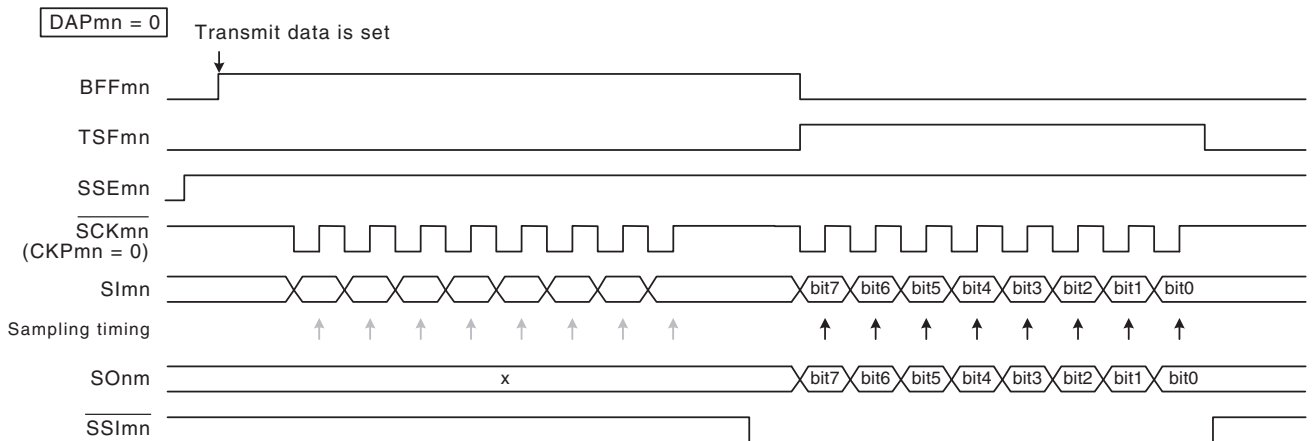 DAPmn = 0
Transmit data is set
BFFmn
TSFmn
SSEmn
SCKmn
(CKPmn = 0)
SImn
bit7 bit6 bit5 bit4 bit3 bit2 bit1 bit0
Sampling timing
SOnm
x
bit7 bit6 bit5 bit4 bit3 bit2 bit1 bit0
SSImn